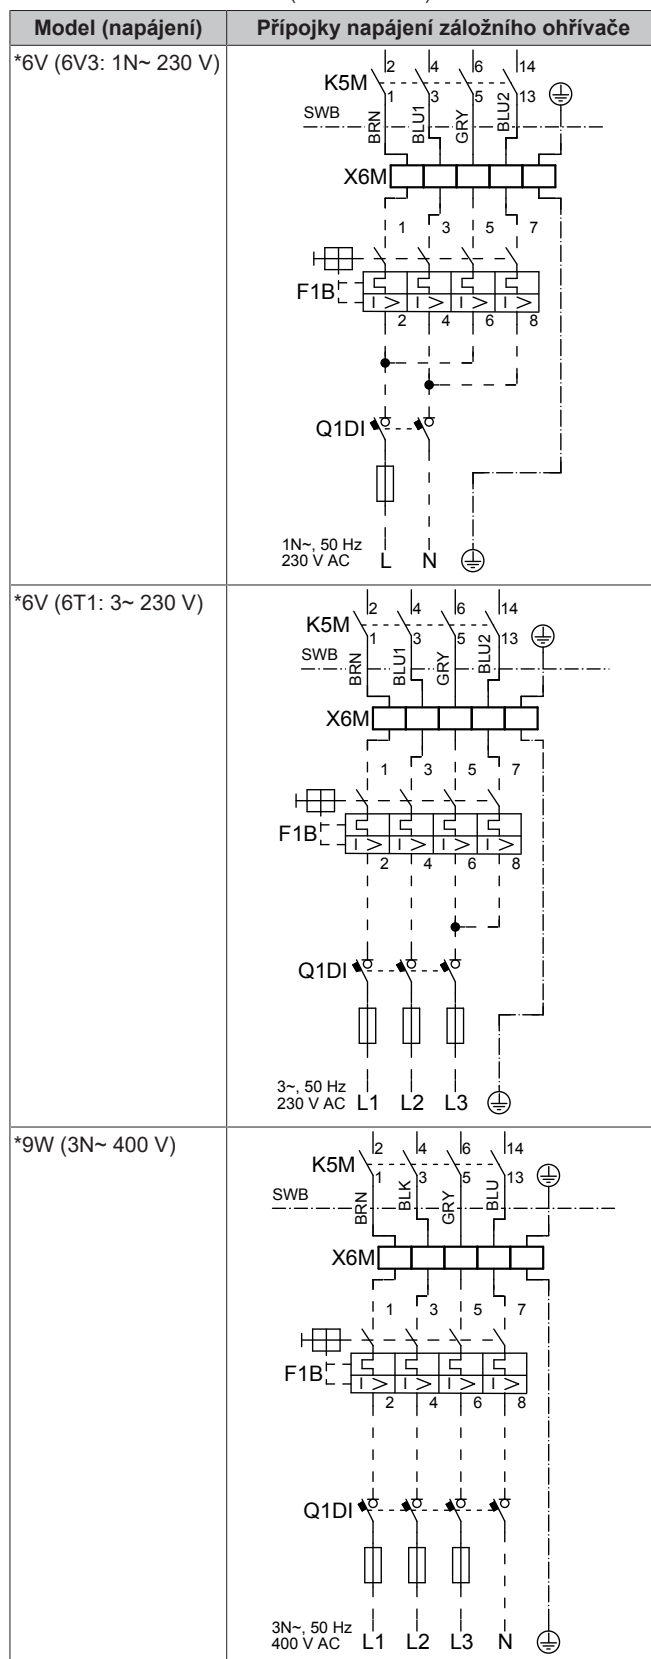 Model (napájení) Přípojky napájení záložního ohřívače
*6V (6V3: 1N~ 230 V)
2 4 6 14
K5M
1 3 5 13
SWB
BRN BLU1 GRY BLU2
X6M
1 3 5 7
F1B
I > I > I > I >
2 4 6 8
Q1DI
1N~, 50 Hz
230 V AC L N
*6V (6T1: 3~ 230 V)
2 4 6 14
K5M
1 3 5 13
SWB
BRN BLU1 GRY BLU2
X6M
1 3 5 7
F1B
I > I > I > I >
2 4 6 8
Q1DI
3~, 50 Hz
230 V AC L1 L2 L3
*9W (3N~ 400 V)
2 4 6 14
K5M
1 3 5 13
SWB
BRN BLK GRY BLU
X6M
1 3 5 7
F1B
I > I > I > I >
2 4 6 8
Q1DI
3N~, 50 Hz
400 V AC L1 L2 L3 N